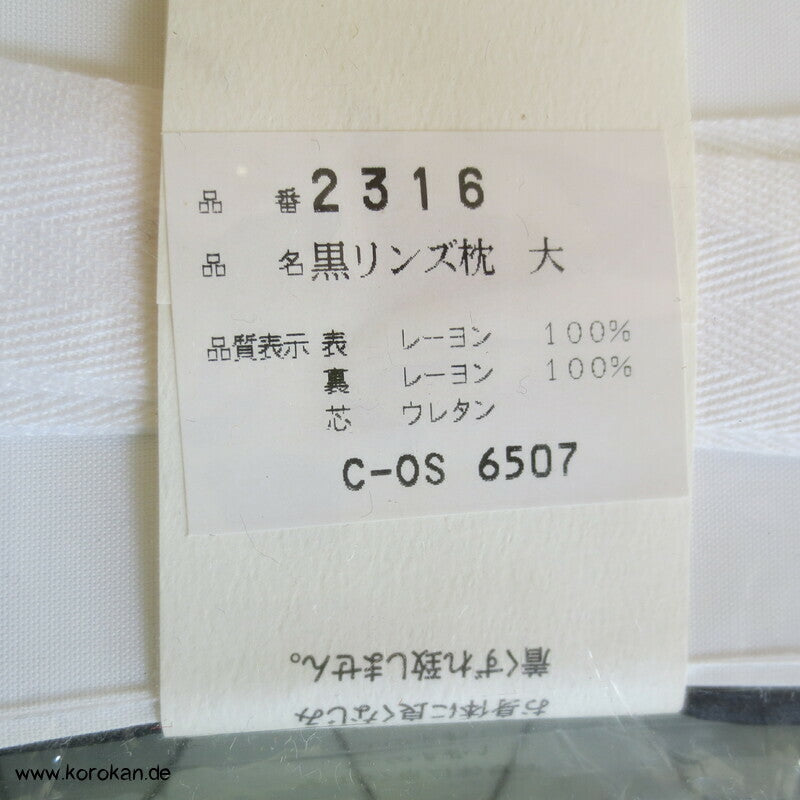 品 番 2316
品 名 黒リンズ枕 大
品質表示 表 レーヨン 100%
裏 レーヨン 100%
芯 ウレタン
C-OS 6507
お身体に良くなじみ
着くずれ致しません。
www.korokan.de